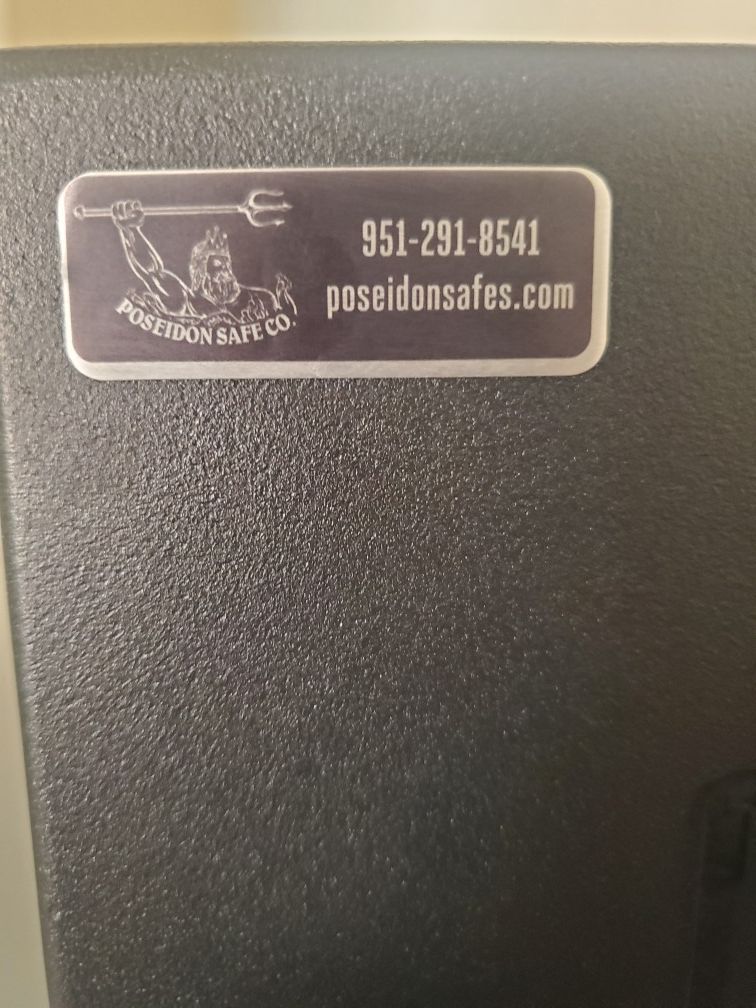 POSEIDON SAFE CO.
951-291-8541
poseidonsafes.com